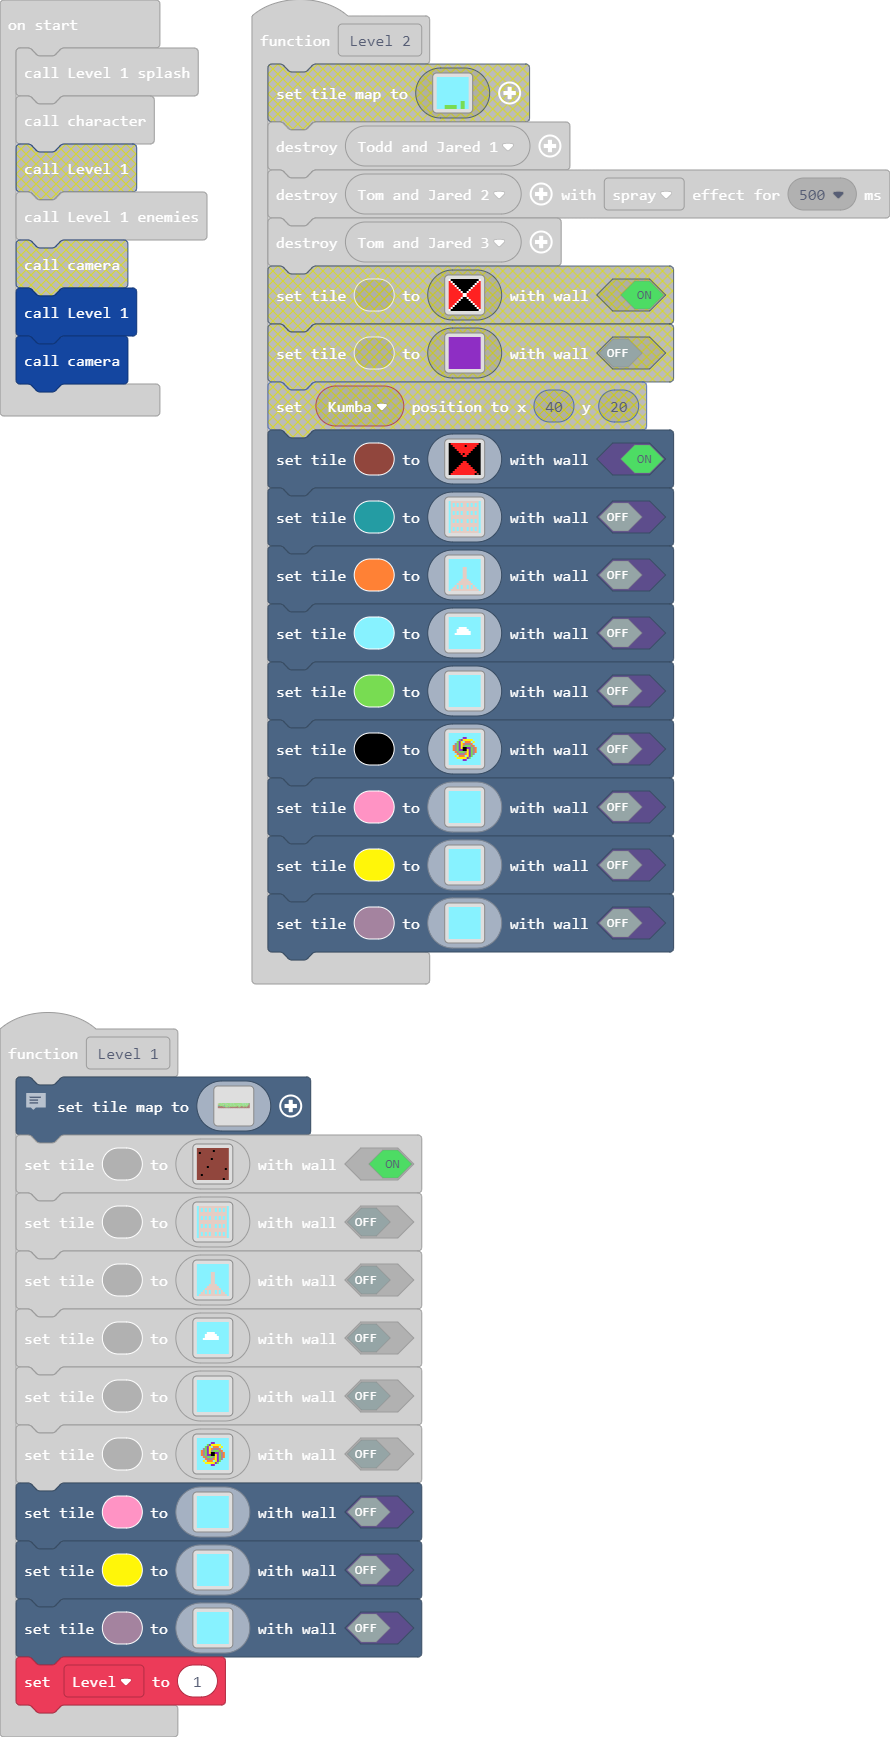 on start
call Level 1 splash
call character
call Level 1
call Level 1 enemies
call camera
call Level 1
call camera
function Level 2
set tile map to
destroy Todd and Jared 1
destroy Tom and Jared 2 with spray effect for 500 ms
destroy Tom and Jared 3
set tile to with wall ON
set tile to with wall OFF
set Kumba position to x 40 y 20
set tile to with wall ON
set tile to with wall OFF
set tile to with wall OFF
set tile to with wall OFF
set tile to with wall OFF
set tile to with wall OFF
set tile to with wall OFF
set tile to with wall OFF
set tile to with wall OFF
function Level 1
set tile map to
set tile to with wall ON
set tile to with wall OFF
set tile to with wall OFF
set tile to with wall OFF
set tile to with wall OFF
set tile to with wall OFF
set tile to with wall OFF
set tile to with wall OFF
set tile to with wall OFF
set Level to 1